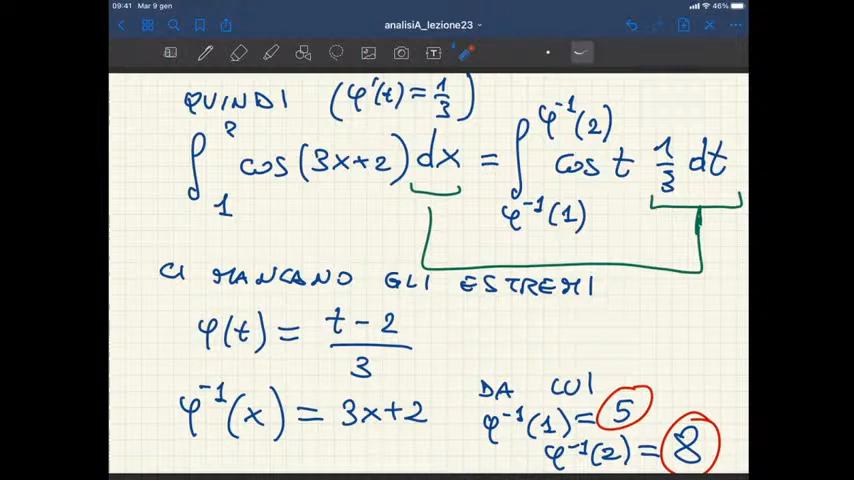 09:41 Mar 9 gen
46%
analisiA_lezione23
QUINDI (φ'(t) = 1/3)
∫₁² cos(3x+2) dx = ∫_{φ⁻¹(1)}^{φ⁻¹(2)} cos t 1/3 dt
CI MANCANO GLI ESTREMI
φ(t) = (t - 2)/3
φ⁻¹(x) = 3x+2
DA CUI
φ⁻¹(1) = 5
φ⁻¹(2) = 8